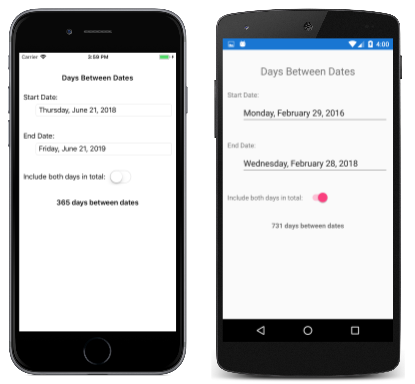 Carrier 3:59 PM
Days Between Dates
Start Date:
Thursday, June 21, 2018
End Date:
Friday, June 21, 2019
Include both days in total:
365 days between dates
4:00
Days Between Dates
Start Date:
Monday, February 29, 2016
End Date:
Wednesday, February 28, 2018
Include both days in total:
731 days between dates